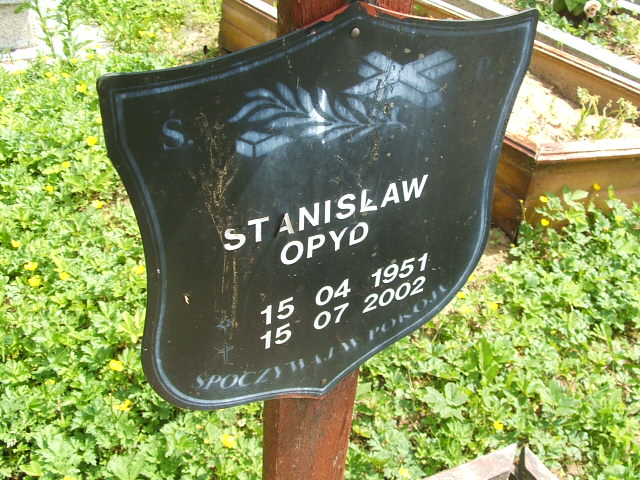 Ś. P.
STANISŁAW
OPYD
15 04 1951
15 07 2002
SPOCZYWAJ W POKOJU